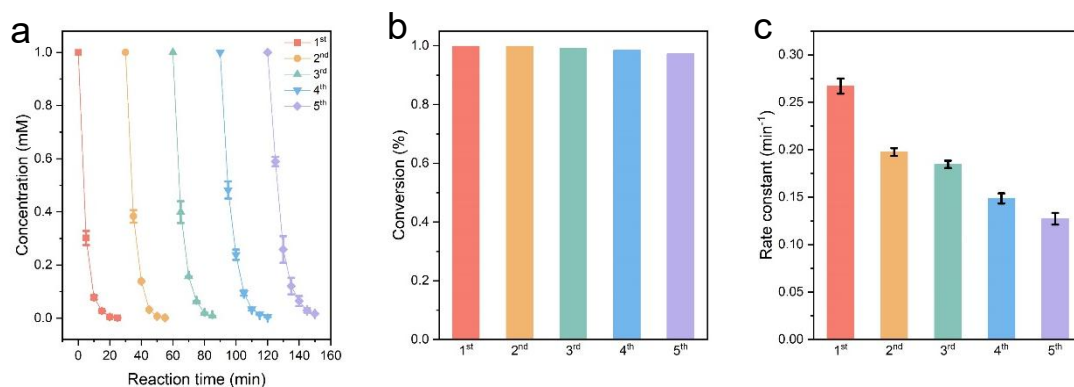 a
1.0
0.8
0.6
0.4
0.2
0.0
Concentration (mM)
0 20 40 60 80 100 120 140 160
Reaction time (min)
1st
2nd
3rd
4th
5th
b
1.0
0.8
0.6
0.4
0.2
0.0
Conversion (%)
1st 2nd 3rd 4th 5th
c
0.30
0.25
0.20
0.15
0.10
0.05
0.00
Rate constant (min-1)
1st 2nd 3rd 4th 5th